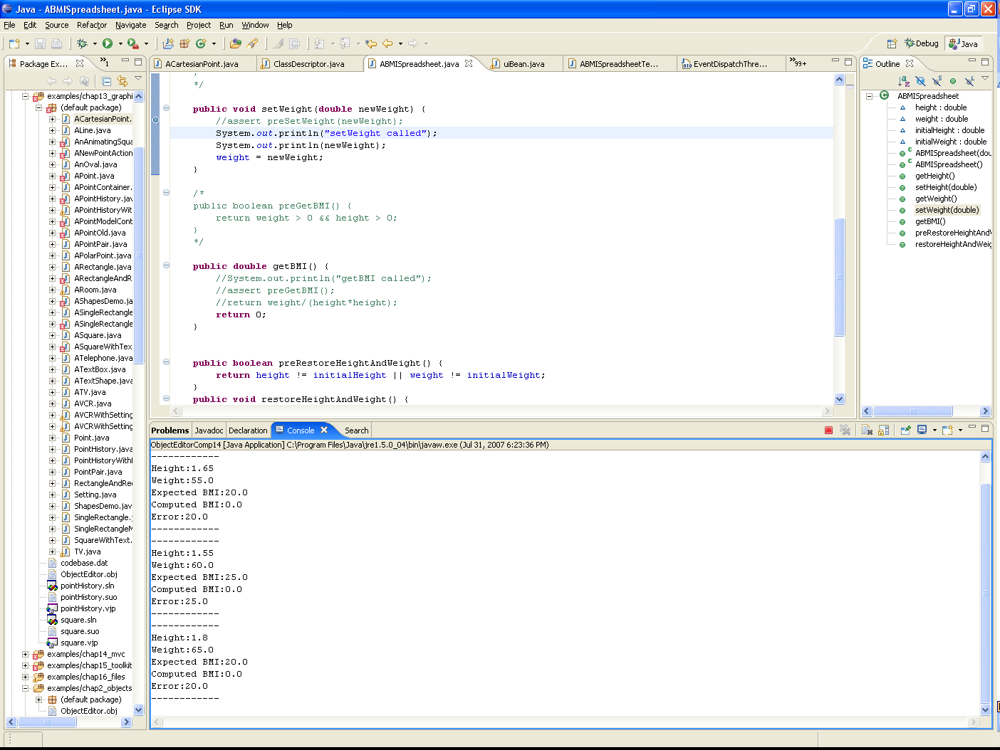 Java - ABMISpreadsheet.java - Eclipse SDK
File Edit Source Refactor Navigate Search Project Run Window Help
Debug Java
Package Ex... 1
ACartesianPoint.java ClassDescriptor.java ABMISpreadsheet.java uiBean.java ABMISpreadsheetTe... EventDispatchThre... 99+
Outline
examples/chap13_graphi
(default package)
ACartesianPoint.
ALine.java
AnAnimatingSqua
ANewPointAction
AnOval.java
APoint.java
APointContainer.
APointHistory.jav
APointHistoryWit
APointModelCont
APointOld.java
APointPair.java
APolarPoint.java
ARectangle.java
ARectangleAndR
ARoom.java
AShapesDemo.ja
ASingleRectangle
ASingleRectangle
ASquare.java
ASquareWithTex
ATelephone.java
ATextBox.java
ATextShape.java
ATV.java
AVCR.java
AVCRWithSetting
AVCRWithSetting
Point.java
PointHistory.java
PointHistoryWithI
PointPair.java
RectangleAndRe
Setting.java
ShapesDemo.java
SingleRectangle.j
SingleRectangleM
SquareWithText.
TV.java
codebase.dat
ObjectEditor.obj
pointHistory.sln
pointHistory.suo
pointHistory.vjp
square.sln
square.suo
square.vjp
examples/chap14_mvc
examples/chap15_toolkit
examples/chap16_files
examples/chap2_objects
(default package)
ObjectEditor.obj
}
*/
public void setWeight(double newWeight) {
//assert preSetWeight(newWeight);
System.out.println("setWeight called");
System.out.println(newWeight);
weight = newWeight;
}
/*
public boolean preGetBMI() {
return weight > 0 && height > 0;
}
*/
public double getBMI() {
//System.out.println("getBMI called");
//assert preGetBMI();
//return weight/(height*height);
return 0;
}
public boolean preRestoreHeightAndWeight() {
return height != initialHeight || weight != initialWeight;
}
public void restoreHeightAndWeight() {
ABMISpreadsheet
height : double
weight : double
initialHeight : double
initialWeight : double
ABMISpreadsheet(dou
ABMISpreadsheet()
getHeight()
setHeight(double)
getWeight()
setWeight(double)
getBMI()
preRestoreHeightAndW
restoreHeightAndWeig
Problems Javadoc Declaration Console Search
ObjectEditorComp14 [Java Application] C:\Program Files\Java\jre1.5.0_04\bin\javaw.exe (Jul 31, 2007 6:23:36 PM)
------------
Height:1.65
Weight:55.0
Expected BMI:20.0
Computed BMI:0.0
Error:20.0
------------
------------
Height:1.55
Weight:60.0
Expected BMI:25.0
Computed BMI:0.0
Error:25.0
------------
------------
Height:1.8
Weight:65.0
Expected BMI:20.0
Computed BMI:0.0
Error:20.0
------------